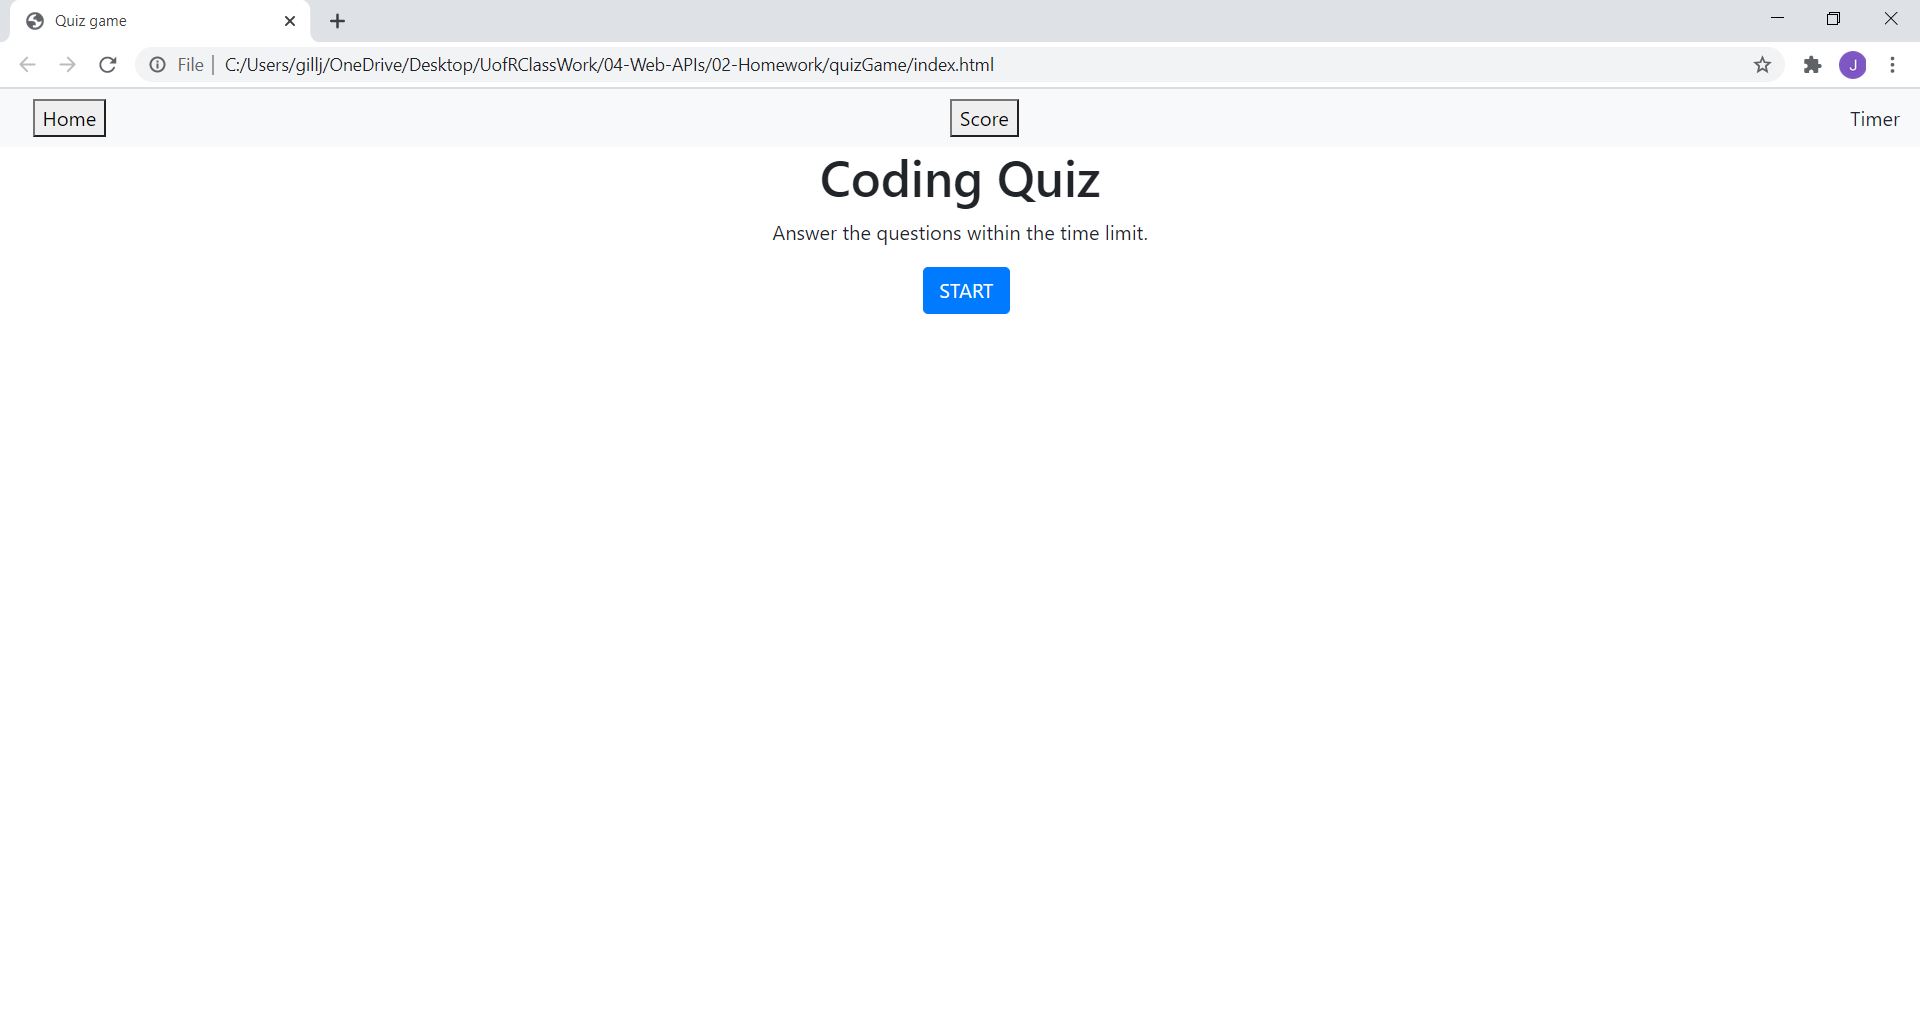 Quiz game
File C:/Users/gillj/OneDrive/Desktop/UofRClassWork/04-Web-APIs/02-Homework/quizGame/index.html
J
Home Score Timer
Coding Quiz
Answer the questions within the time limit.
START